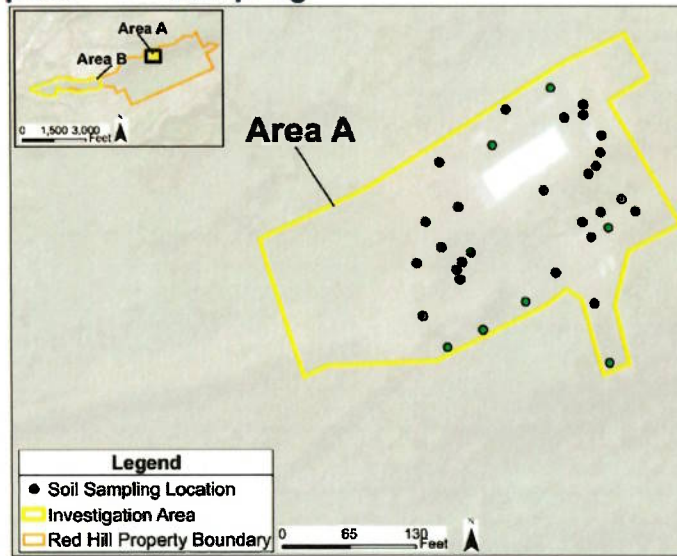 Area A
Area B
0 1,500 3,000
Feet
Area A
Legend
Soil Sampling Location
Investigation Area
Red Hill Property Boundary
0 65 130
Feet